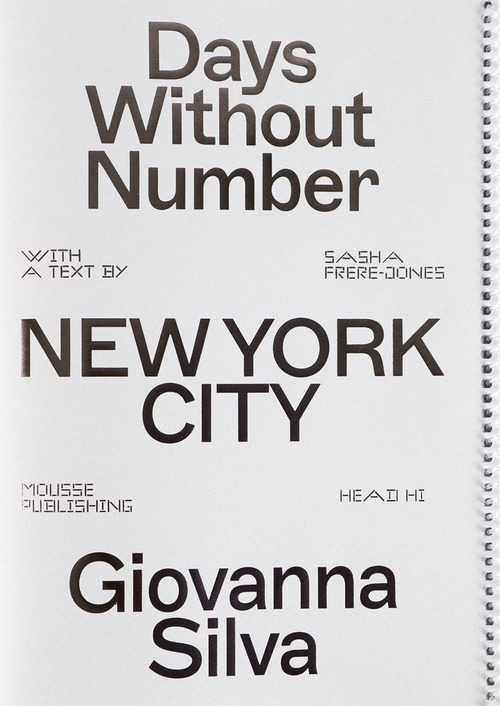 Days
Without
Number
WITH
A TEXT BY
SASHA
FRERE-JONES
NEW YORK
CITY
MOUSSE
PUBLISHING
HEAD HI
Giovanna
Silva